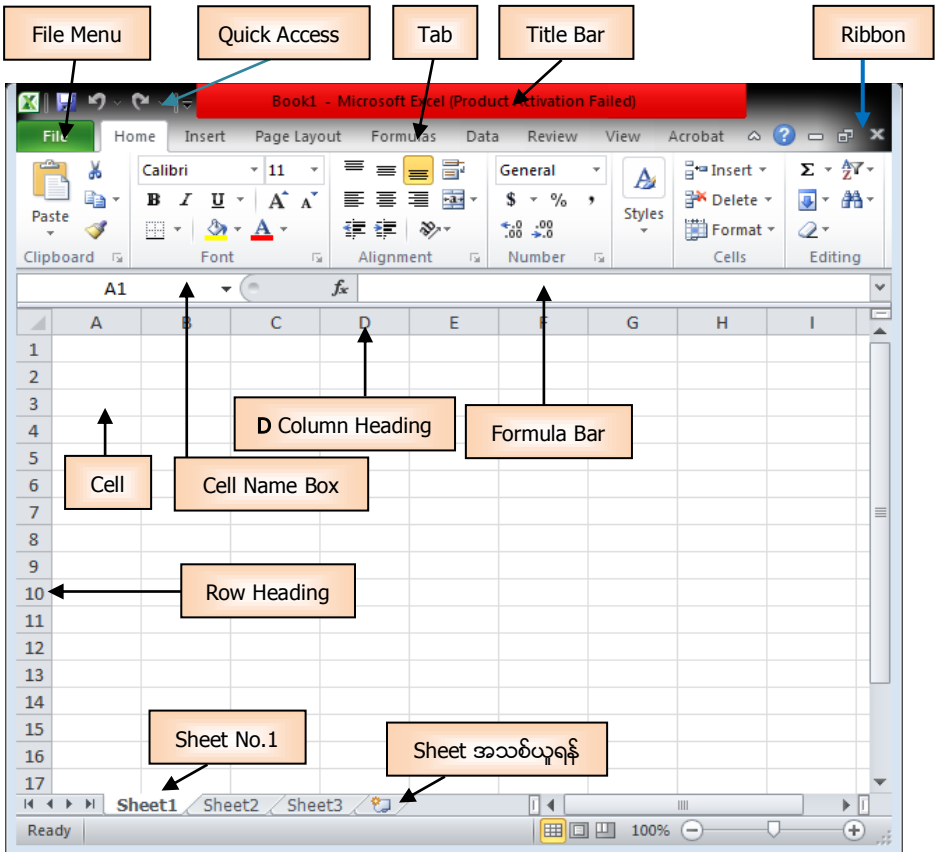 File Menu
Quick Access
Tab
Title Bar
Ribbon
Book1 - Microsoft Excel (Product Activation Failed)
File Home Insert Page Layout Formulas Data Review View Acrobat
Calibri 11 General Insert Σ
Paste B I U A A $ % , Styles Delete
A .00 .0 Format
Clipboard Font Alignment Number Cells Editing
A1 fx
A B C D E F G H I
1
2
3
4
5
6
7
8
9
10
11
12
13
14
15
16
17
D Column Heading
Formula Bar
Cell
Cell Name Box
Row Heading
Sheet No.1
Sheet အသစ်ယူရန်
Sheet1 Sheet2 Sheet3
Ready 100%